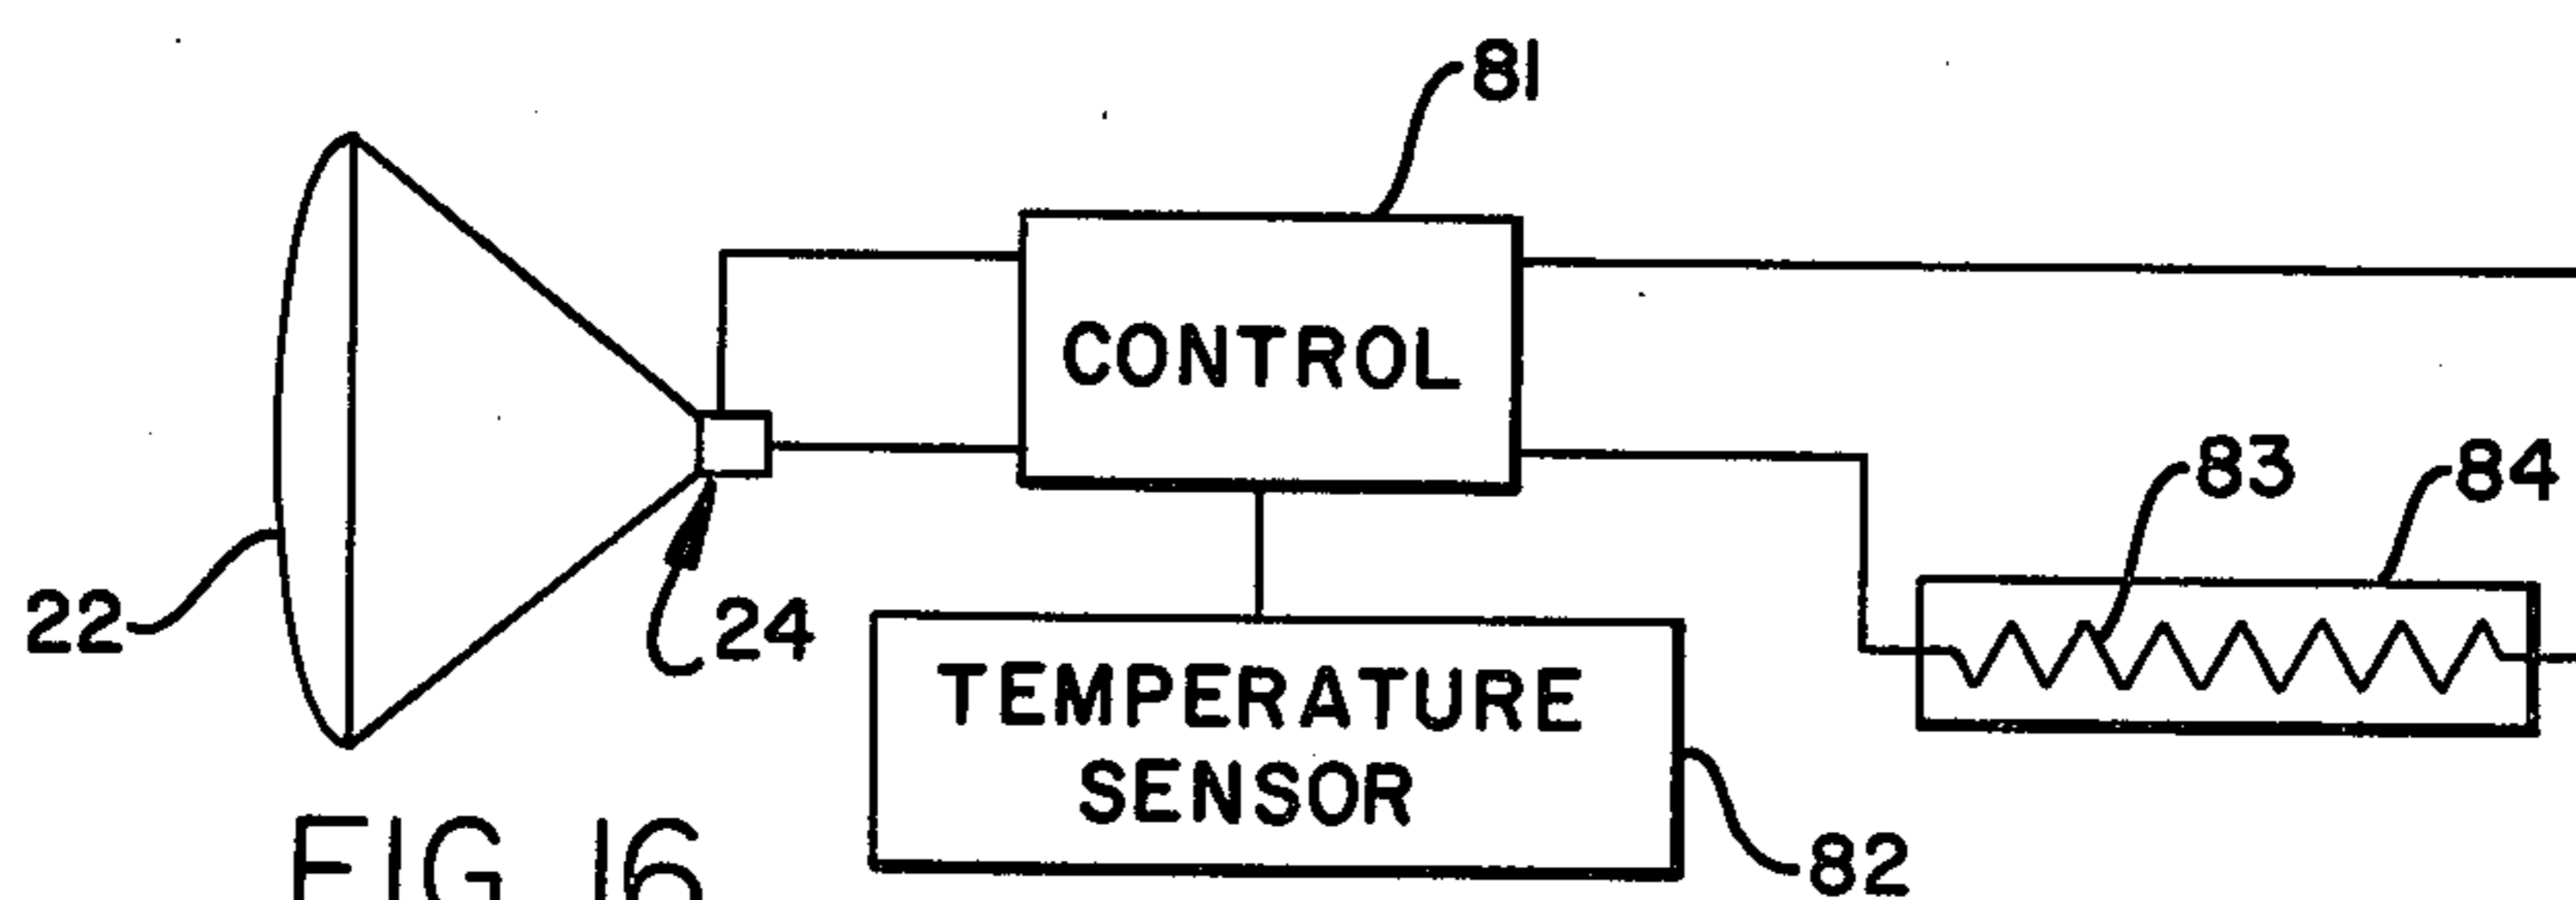 81
CONTROL
83
84
22
24
TEMPERATURE
SENSOR
82
FIG 16